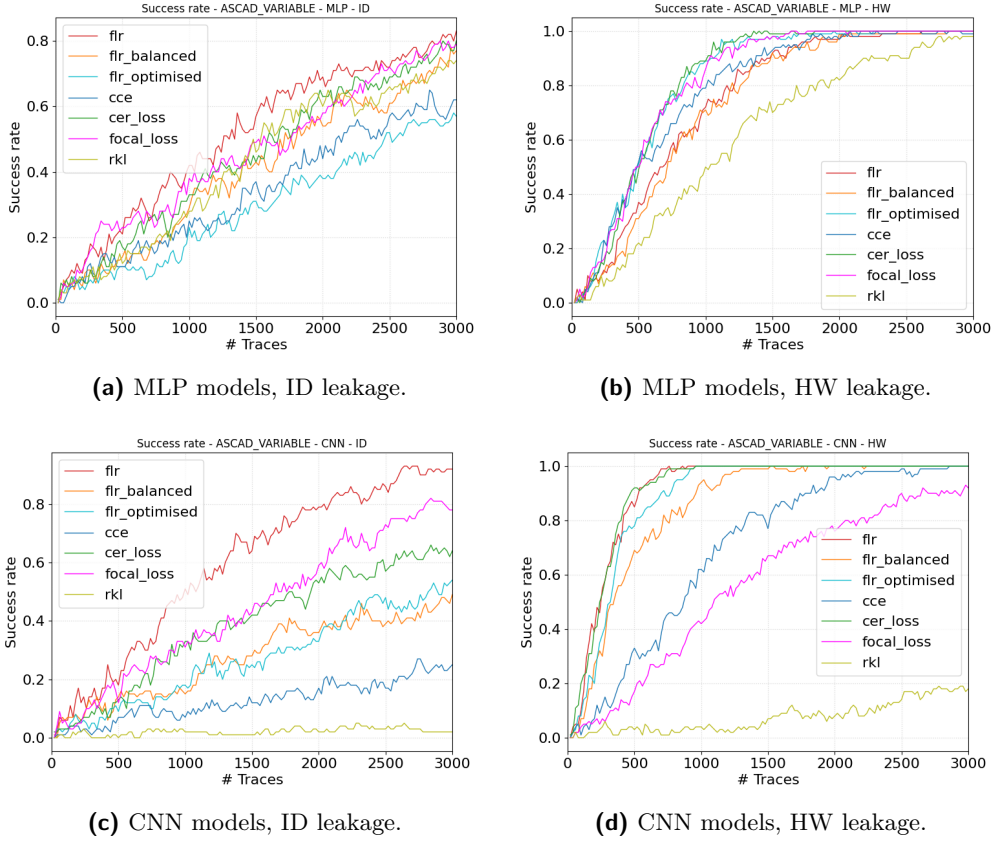 Success rate - ASCAD_VARIABLE - MLP - ID
Success rate
0.8
0.6
0.4
0.2
0.0
flr
flr_balanced
flr_optimised
cce
cer_loss
focal_loss
rkl
0
500
1000
1500
2000
2500
3000
# Traces
(a) MLP models, ID leakage.
Success rate - ASCAD_VARIABLE - MLP - HW
Success rate
1.0
0.8
0.6
0.4
0.2
0.0
flr
flr_balanced
flr_optimised
cce
cer_loss
focal_loss
rkl
0
500
1000
1500
2000
2500
3000
# Traces
(b) MLP models, HW leakage.
Success rate - ASCAD_VARIABLE - CNN - ID
Success rate
0.8
0.6
0.4
0.2
0.0
flr
flr_balanced
flr_optimised
cce
cer_loss
focal_loss
rkl
0
500
1000
1500
2000
2500
3000
# Traces
(c) CNN models, ID leakage.
Success rate - ASCAD_VARIABLE - CNN - HW
Success rate
1.0
0.8
0.6
0.4
0.2
0.0
flr
flr_balanced
flr_optimised
cce
cer_loss
focal_loss
rkl
0
500
1000
1500
2000
2500
3000
# Traces
(d) CNN models, HW leakage.